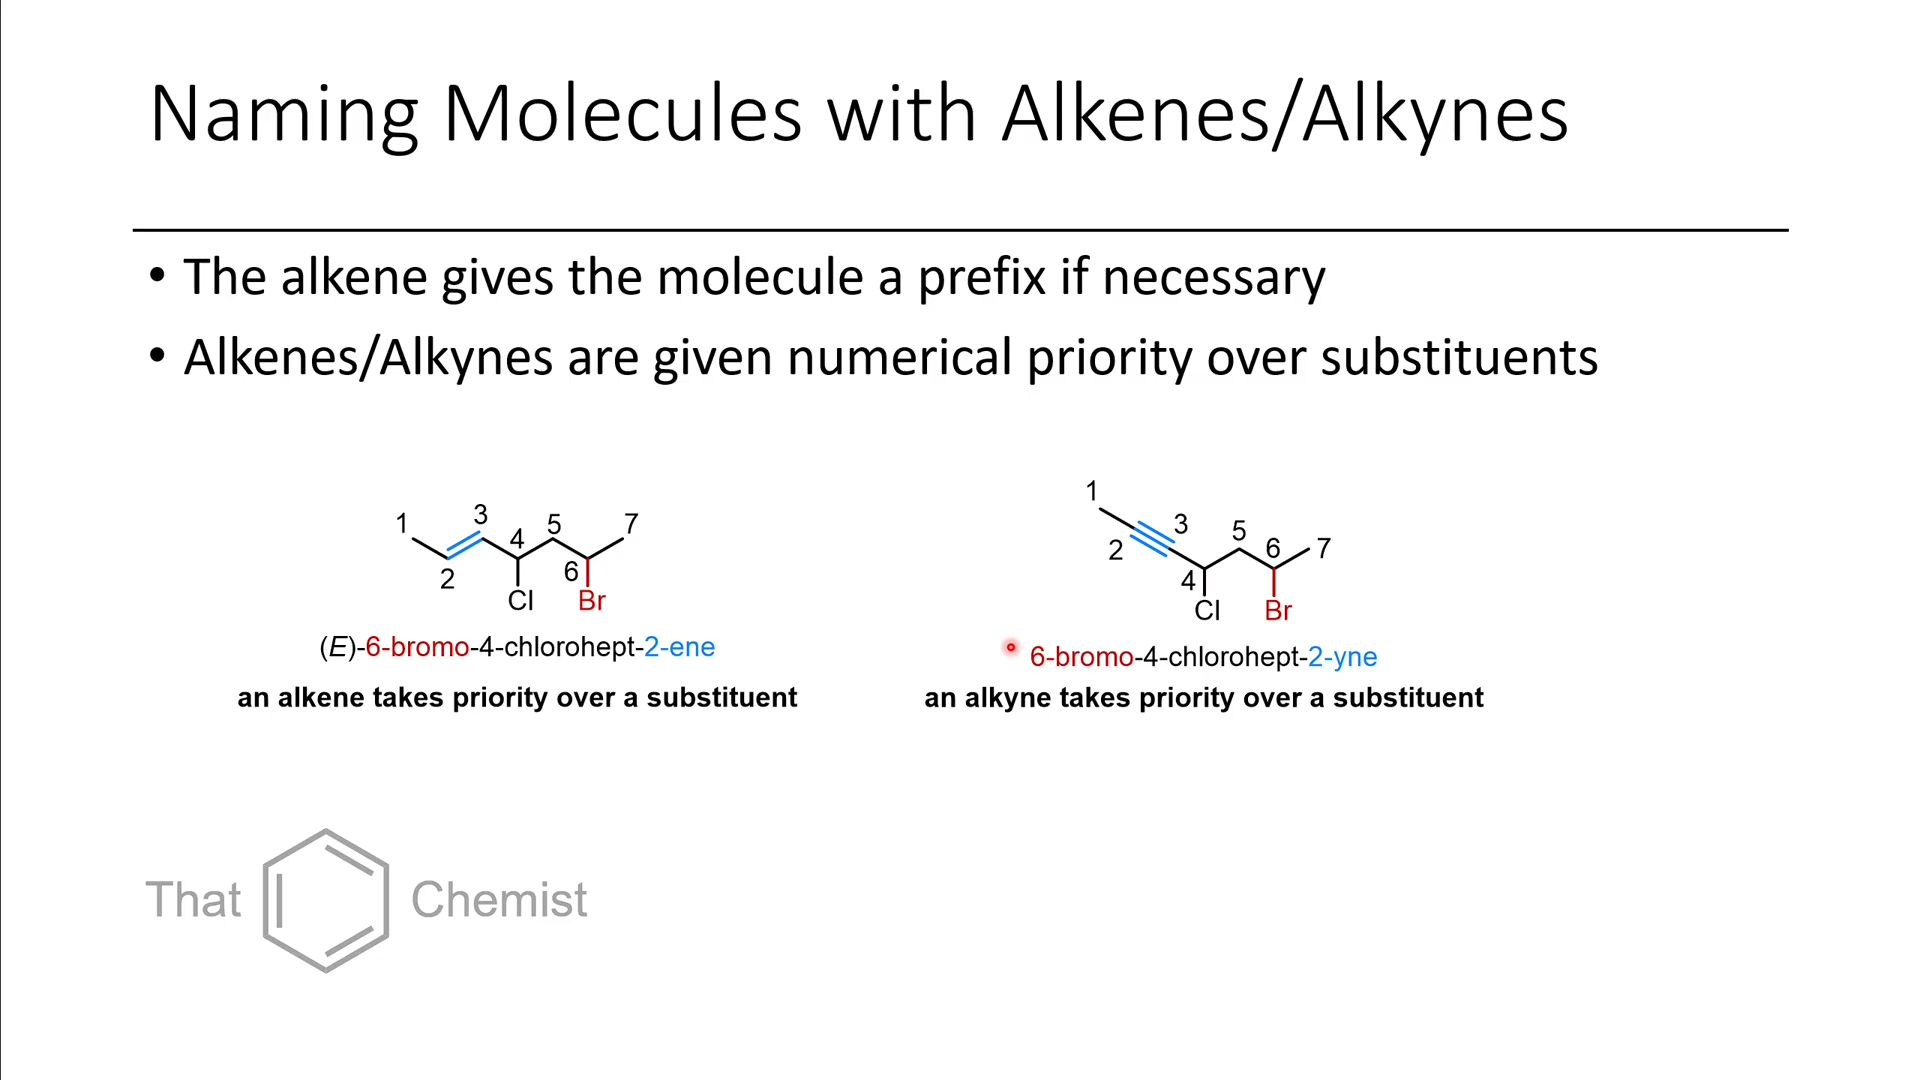 Naming Molecules with Alkenes/Alkynes
• The alkene gives the molecule a prefix if necessary
• Alkenes/Alkynes are given numerical priority over substituents
1 2 3 4 5 6 7
Cl Br
(E)-6-bromo-4-chlorohept-2-ene
an alkene takes priority over a substituent
1 2 3 4 5 6 7
Cl Br
6-bromo-4-chlorohept-2-yne
an alkyne takes priority over a substituent
That Chemist